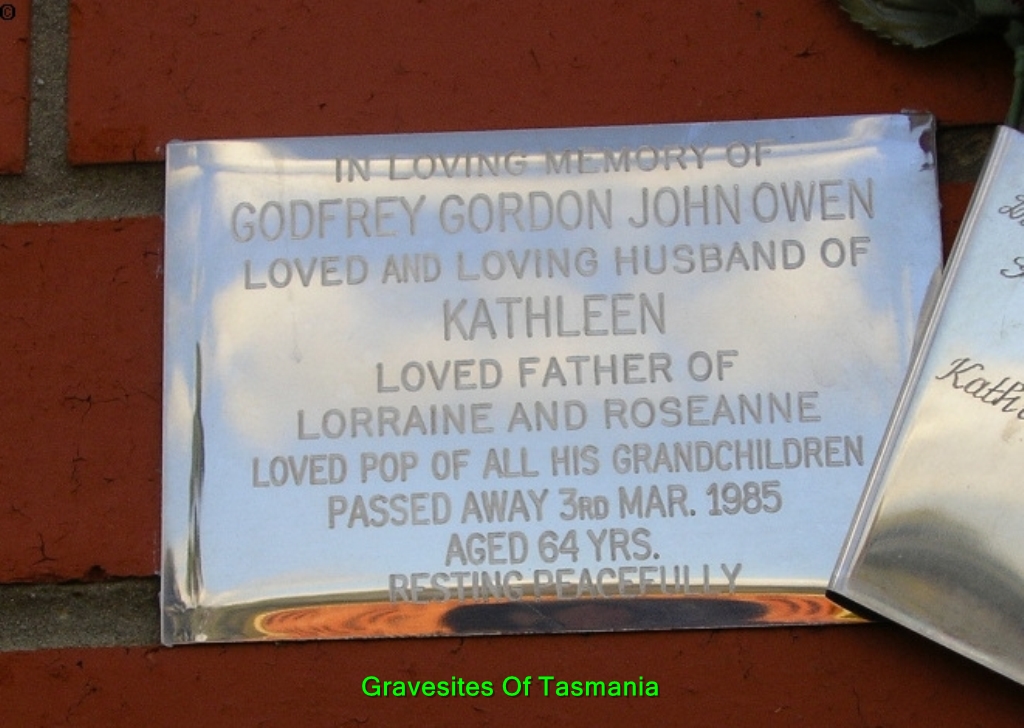 IN LOVING MEMORY OF
GODFREY GORDON JOHN OWEN
LOVED AND LOVING HUSBAND OF
KATHLEEN
LOVED FATHER OF
LORRAINE AND ROSEANNE
LOVED POP OF ALL HIS GRANDCHILDREN
PASSED AWAY 3RD MAR. 1985
AGED 64 YRS.
RESTING PEACEFULLY
Gravesites Of Tasmania
©